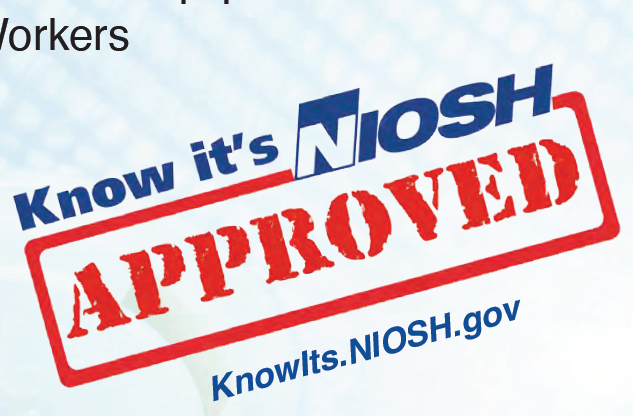 Workers
Know it's NIOSH
APPROVED
KnowIts.NIOSH.gov